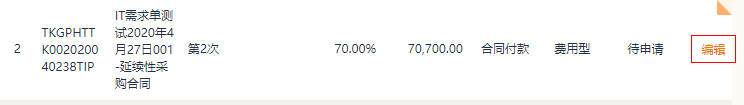 2
TKGPHTT
K0020200
40238TIP
IT需求单测
试2020年4
月27日001
-延续性采
购合同
第2次
70.00%
70,700.00
合同付款
费用型
待申请
编辑